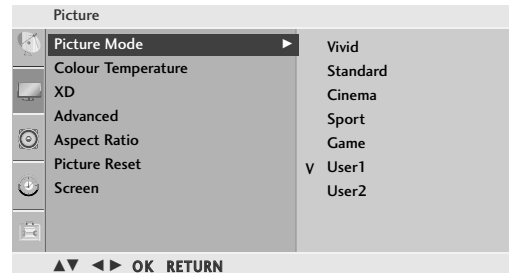 Picture
Picture Mode ►
Colour Temperature
XD
Advanced
Aspect Ratio
Picture Reset
Screen
Vivid
Standard
Cinema
Sport
Game
V User1
User2
▲▼ ◄► OK RETURN